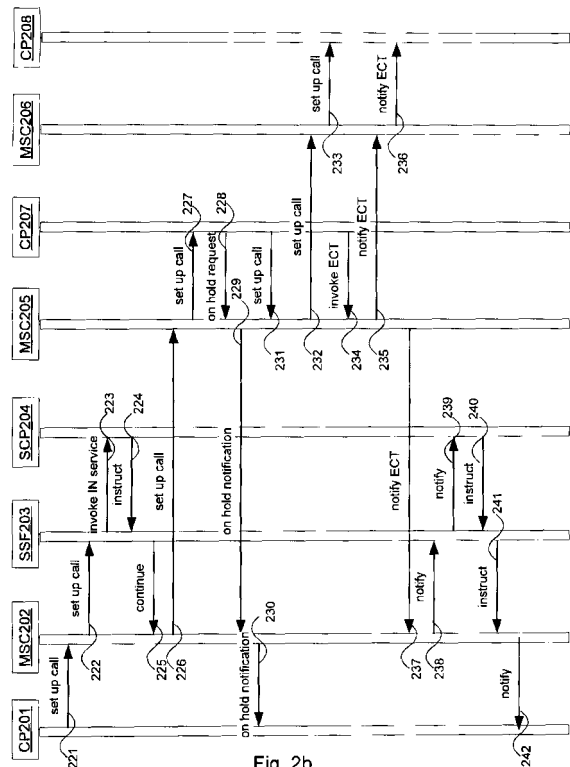 CP201
MSC202
SSF203
SCP204
MSC205
CP207
MSC206
CP208
set up call
221
set up call
222
invoke IN service
223
instruct
224
continue
225
set up call
226
set up call
227
on hold request
228
on hold notification
229
on hold notification
230
set up call
231
set up call
232
set up call
233
invoke ECT
234
notify ECT
235
notify ECT
236
notify ECT
237
notify
238
notify
239
instruct
240
instruct
241
notify
242
Fig. 2b